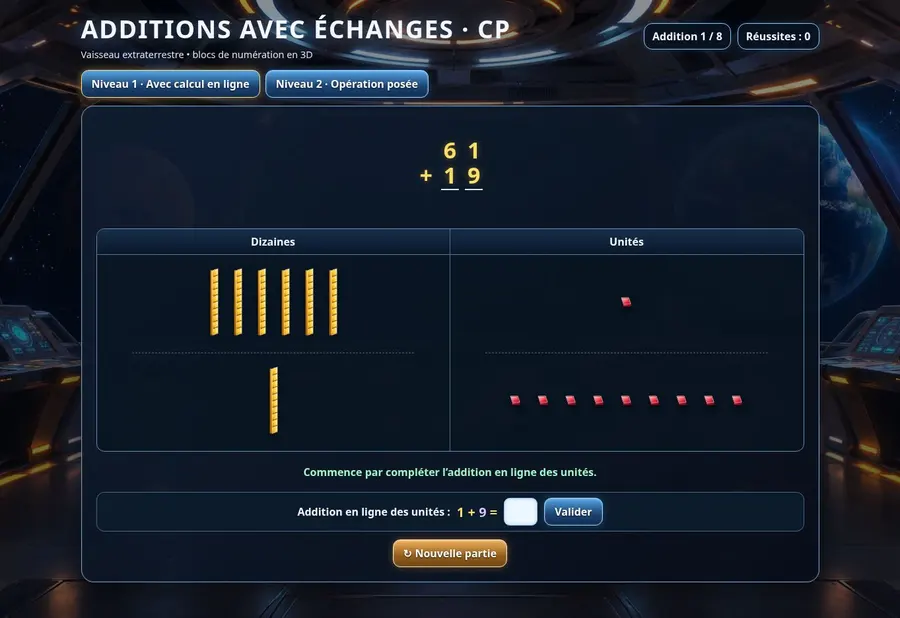 ADDITIONS AVEC ÉCHANGES · CP
Vaisseau extraterrestre • blocs de numération en 3D
Addition 1 / 8
Réussites : 0
Niveau 1 · Avec calcul en ligne
Niveau 2 · Opération posée
6 1
+ 1 9
Dizaines
Unités
Commence par compléter l’addition en ligne des unités.
Addition en ligne des unités : 1 + 9 =
Valider
↻ Nouvelle partie